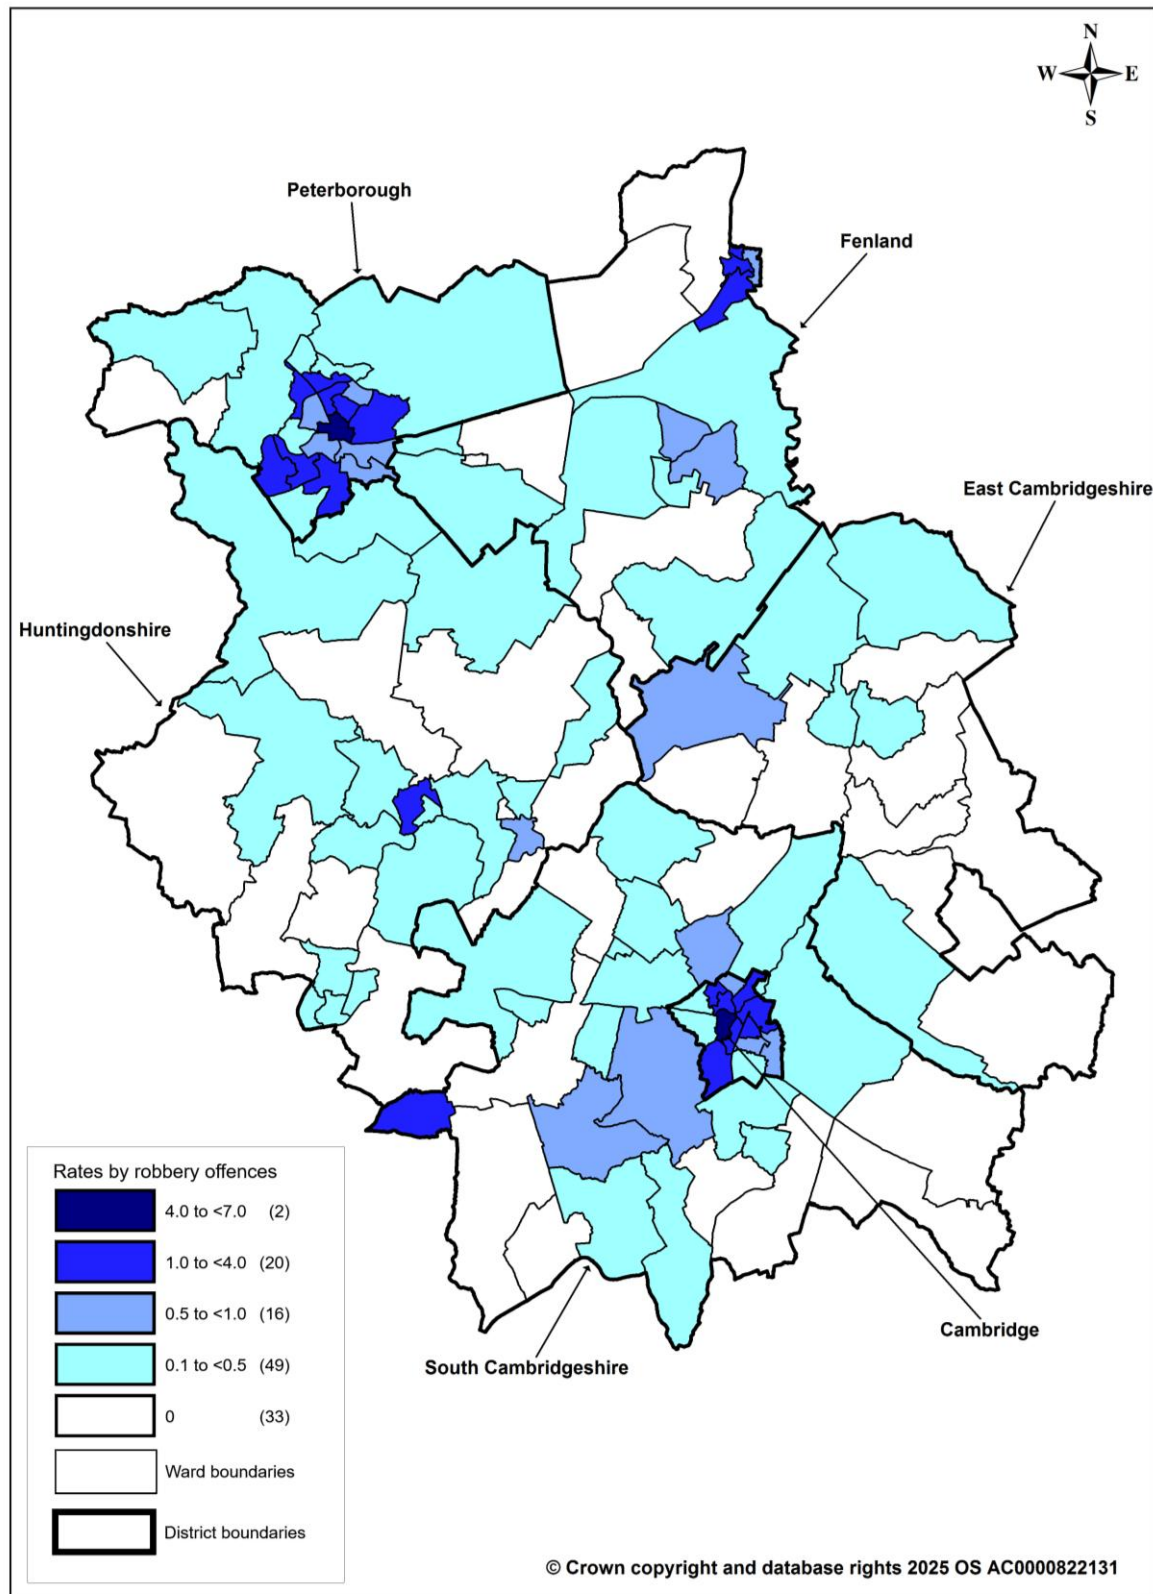 N
W E
S
Peterborough
Fenland
East Cambridgeshire
Huntingdonshire
Cambridge
South Cambridgeshire
Rates by robbery offences
4.0 to <7.0 (2)
1.0 to <4.0 (20)
0.5 to <1.0 (16)
0.1 to <0.5 (49)
0 (33)
Ward boundaries
District boundaries
© Crown copyright and database rights 2025 OS AC0000822131